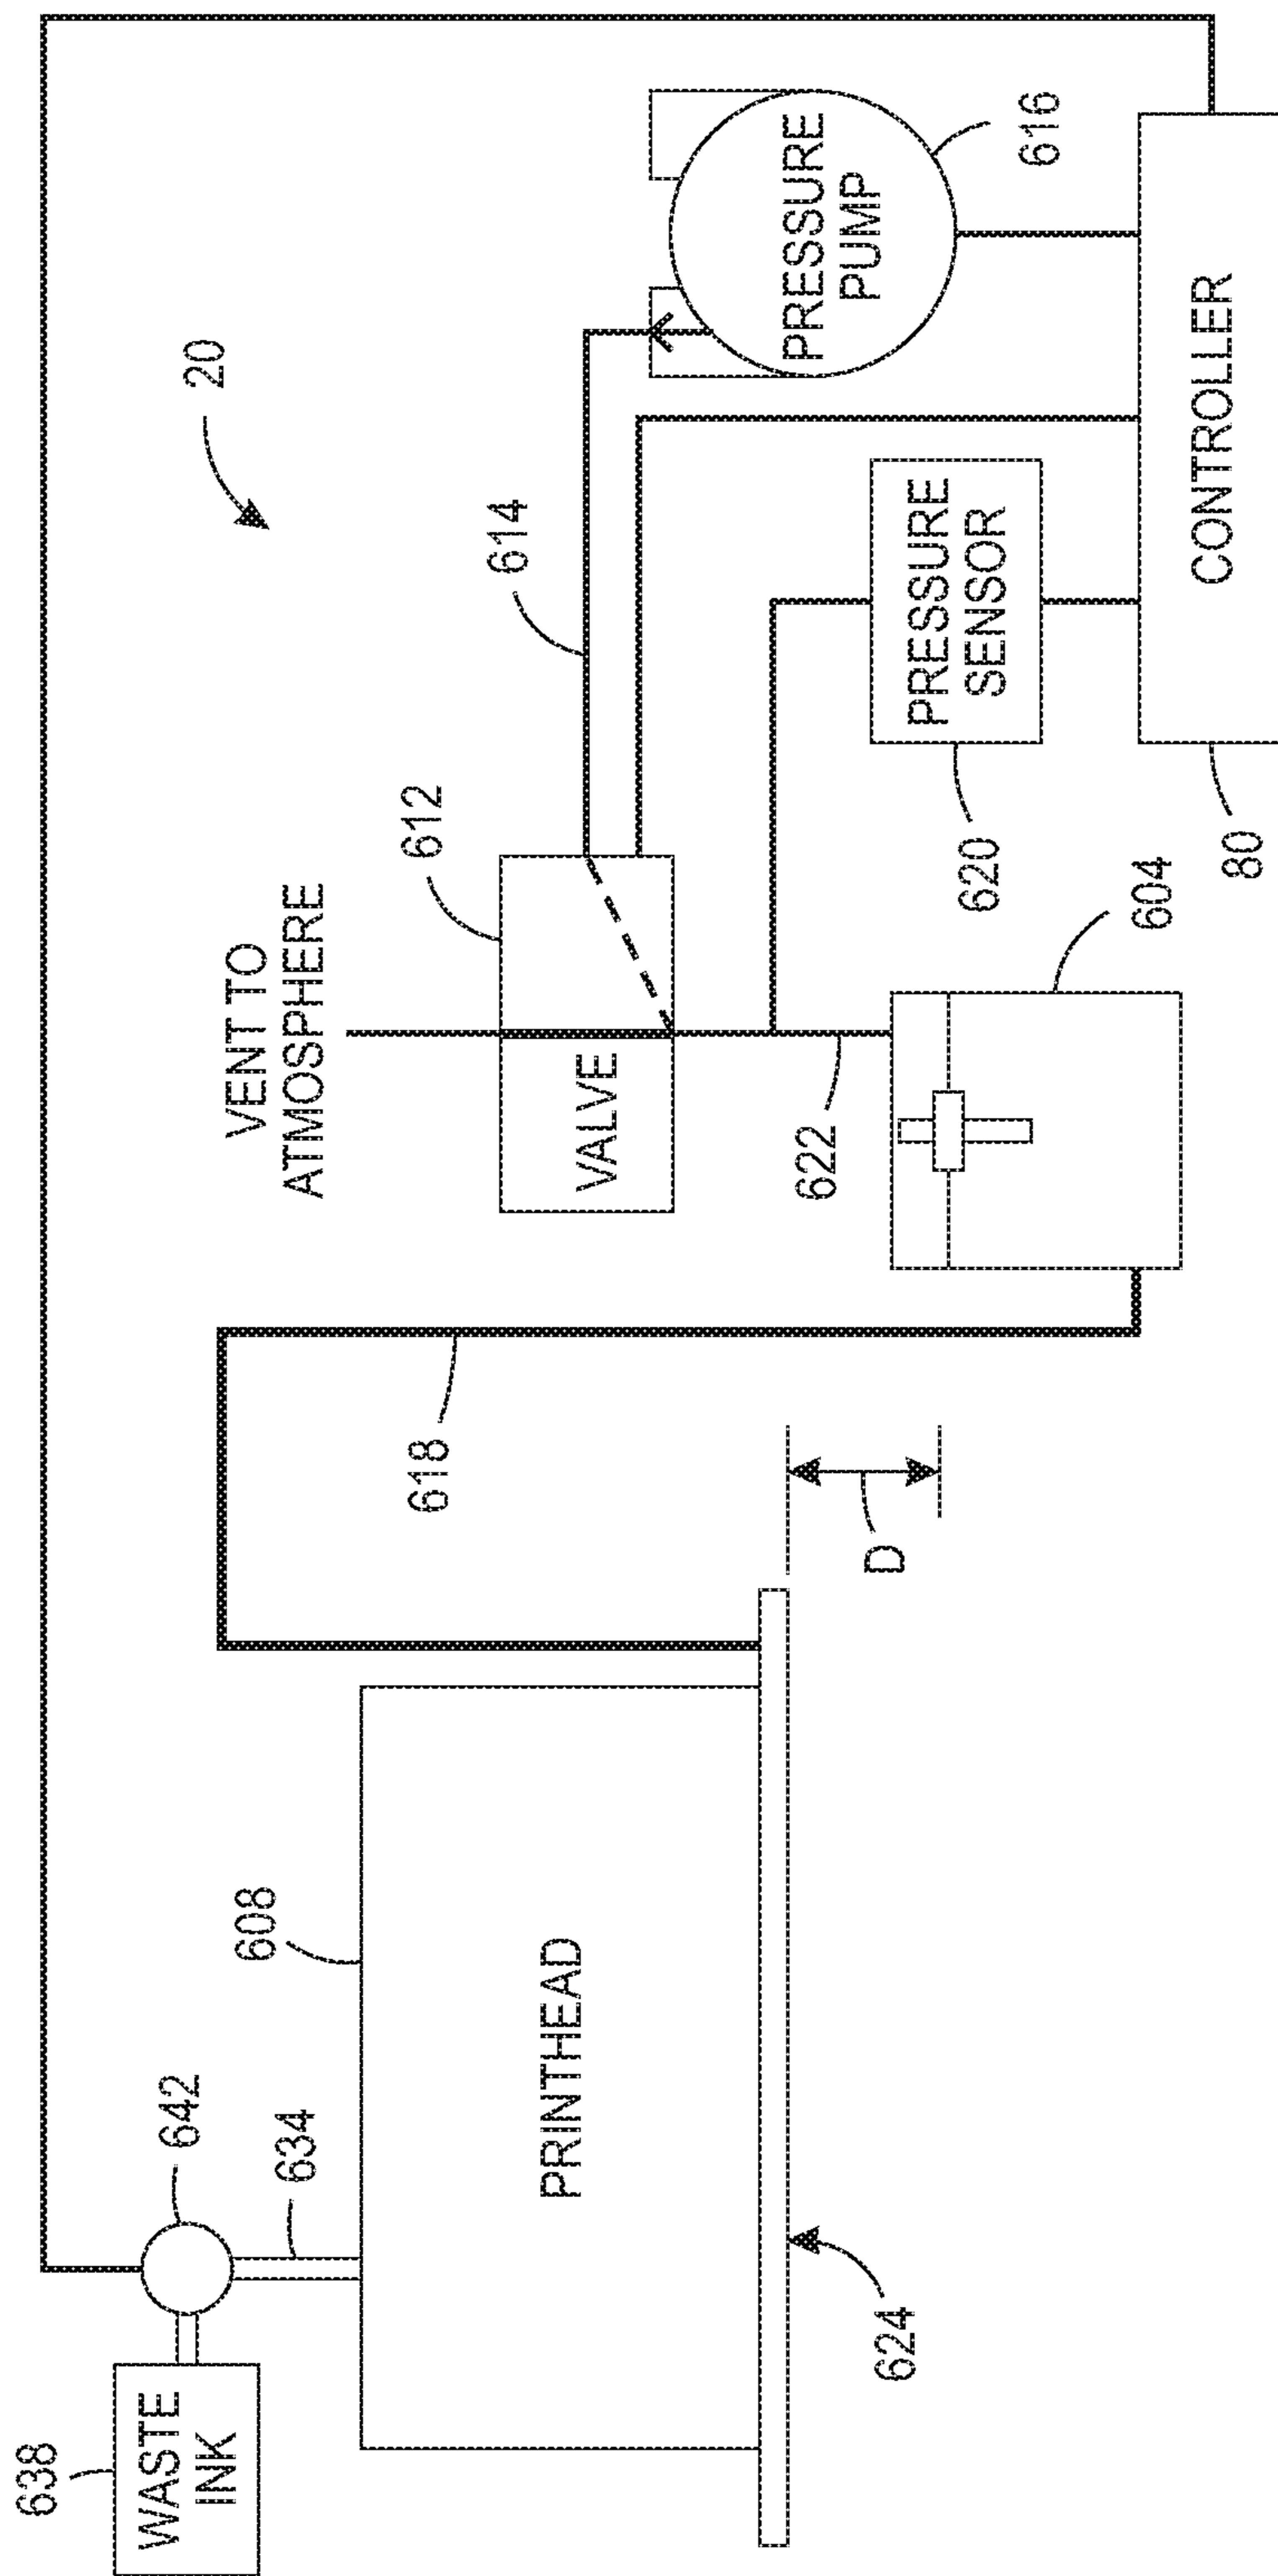 638
WASTE
INK
642
634
608
PRINTHEAD
624
618
D
VENT TO
ATMOSPHERE
VALVE
612
622
604
614
20
PRESSURE
SENSOR
620
PRESSURE
PUMP
616
CONTROLLER
80